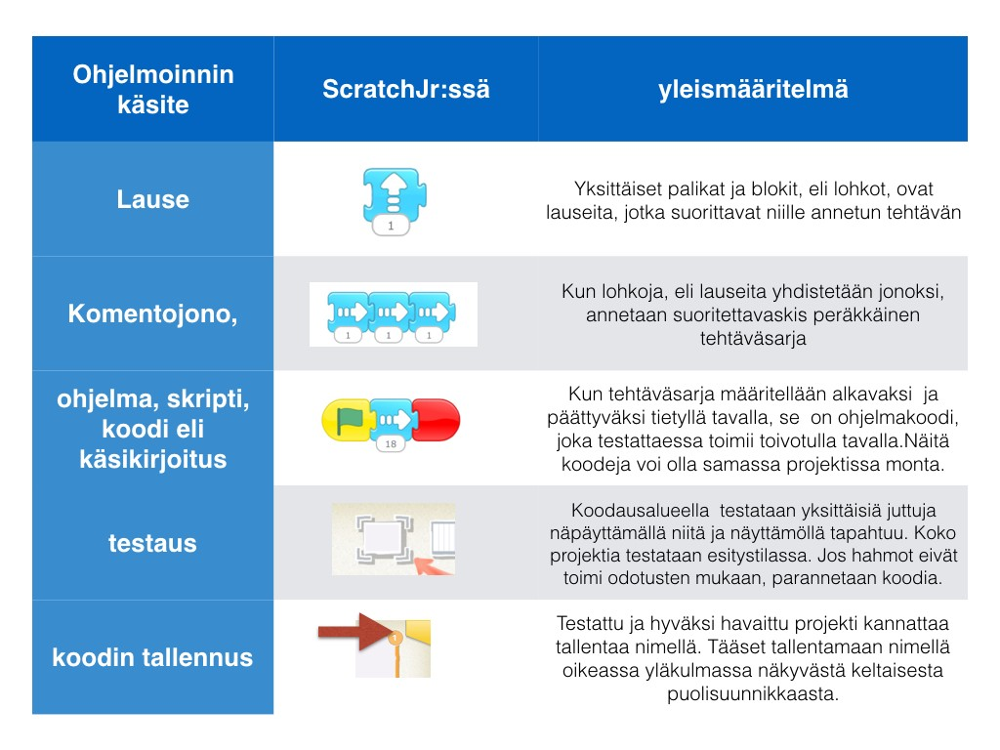 Ohjelmoinnin
käsite
ScratchJr:ssä
yleismääritelmä
Lause
1
Yksittäiset palikat ja blokit, eli lohkot, ovat
lauseita, jotka suorittavat niille annetun tehtävän
Komentojono,
1 1 1
Kun lohkoja, eli lauseita yhdistetään jonoksi,
annetaan suoritettavaskis peräkkäinen
tehtäväsarja
ohjelma, skripti,
koodi eli
käsikirjoitus
18
Kun tehtäväsarja määritellään alkavaksi  ja
päättyväksi tietyllä tavalla, se  on ohjelmakoodi,
joka testattaessa toimii toivotulla tavalla.Näitä
koodeja voi olla samassa projektissa monta.
testaus
Koodausalueella  testataan yksittäisiä juttuja
näpäyttämällä niitä ja näyttämöllä tapahtuu. Koko
projektia testataan esitystilassa. Jos hahmot eivät
toimi odotusten mukaan, parannetaan koodia.
koodin tallennus
1
Testattu ja hyväksi havaittu projekti kannattaa
tallentaa nimellä. Tääset tallentamaan nimellä
oikeassa yläkulmassa näkyvästä keltaisesta
puolisuunnikkaasta.